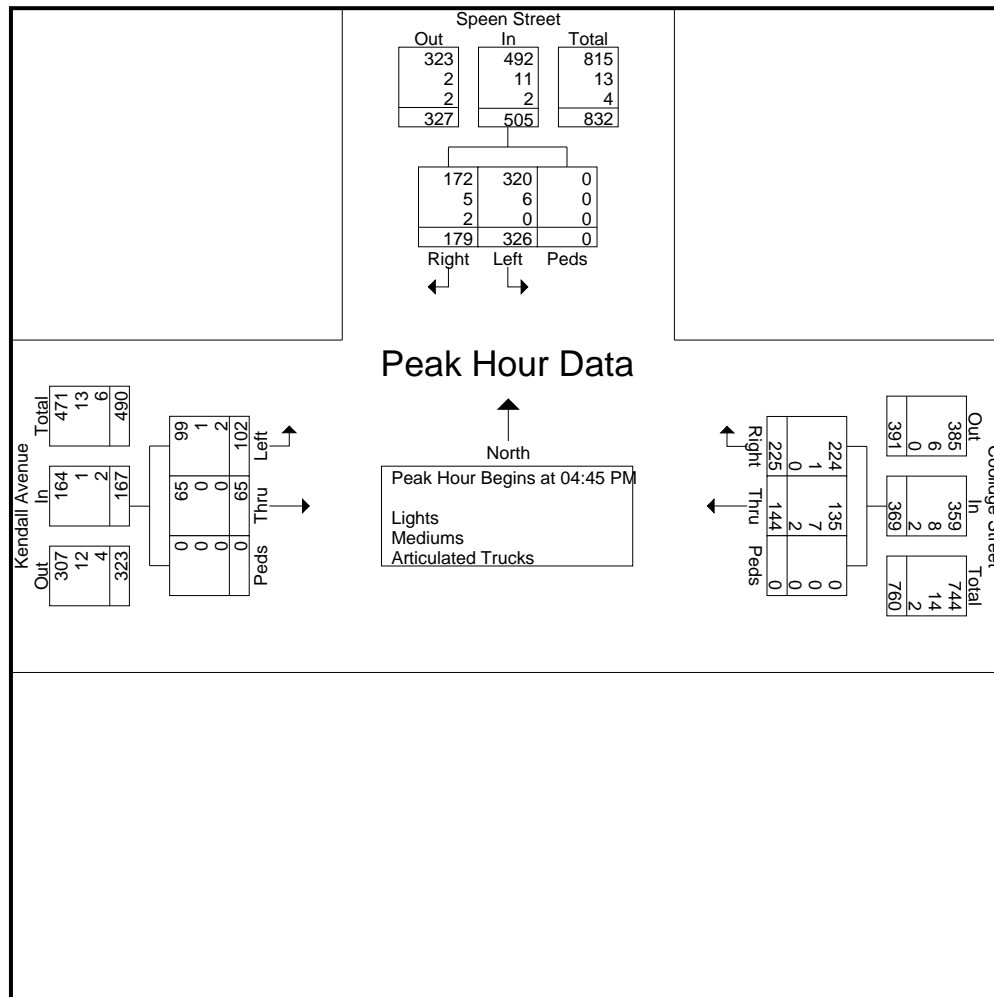 Speen Street
Out In Total
323 492 815
2 11 13
2 2 4
327 505 832
172 320 0
5 6 0
2 0 0
179 326 0
Right Left Peds
Peak Hour Data
North
Peak Hour Begins at 04:45 PM
Lights
Mediums
Articulated Trucks
Kendall Avenue
Out In Total
307 164 471
12 1 13
4 2 6
323 167 490
99 65 0
1 0 0
2 0 0
102 65 0
Left Thru Peds
Street
Out In Total
385 359 744
6 8 14
0 2 2
391 369 760
224 135 0
1 7 0
0 2 0
225 144 0
Right Thru Peds